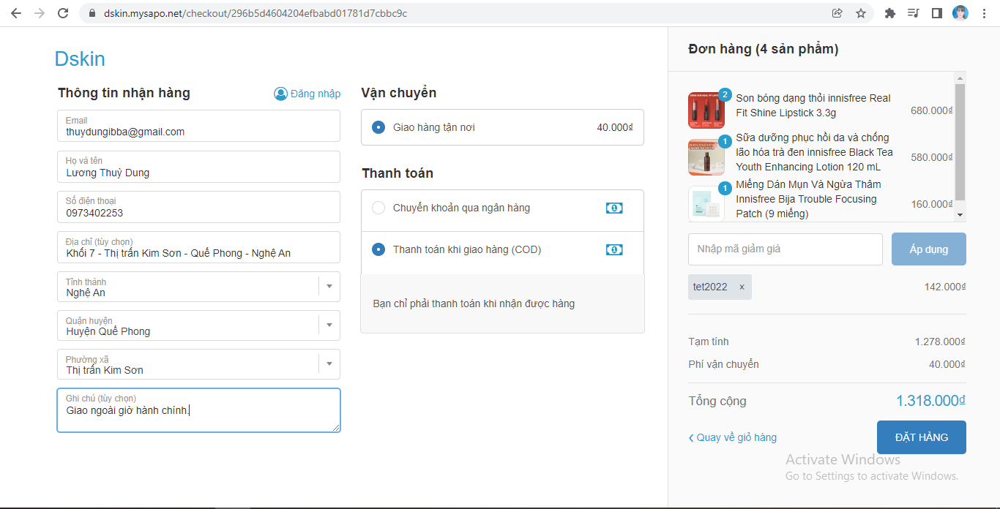 dskin.mysapo.net/checkout/296b5d4604204efbabd01781d7cbbc9c
Dskin
Thông tin nhận hàng
Đăng nhập
Email
thuydungibba@gmail.com
Họ và tên
Lương Thuỳ Dung
Số điện thoại
0973402253
Địa chỉ (tùy chọn)
Khối 7 - Thị trấn Kim Sơn - Quế Phong - Nghệ An
Tỉnh thành
Nghệ An
Quận huyện
Huyện Quế Phong
Phường xã
Thị trấn Kim Sơn
Ghi chú (tùy chọn)
Giao ngoài giờ hành chính.
Vận chuyển
Giao hàng tận nơi 40.000₫
Thanh toán
Chuyển khoản qua ngân hàng
Thanh toán khi giao hàng (COD)
Bạn chỉ phải thanh toán khi nhận được hàng
Đơn hàng (4 sản phẩm)
2
Son bóng dạng thỏi innisfree Real
Fit Shine Lipstick 3.3g
680.000₫
1
Sữa dưỡng phục hồi da và chống
lão hóa trà đen innisfree Black Tea
Youth Enhancing Lotion 120 mL
580.000₫
1
Miếng Dán Mụn Và Ngừa Thâm
Innisfree Bija Trouble Focusing
Patch (9 miếng)
160.000₫
Nhập mã giảm giá
Áp dụng
tet2022 × 142.000₫
Tạm tính 1.278.000₫
Phí vận chuyển 40.000₫
Tổng cộng 1.318.000₫
Quay về giỏ hàng
ĐẶT HÀNG
Activate Windows
Go to Settings to activate Windows.